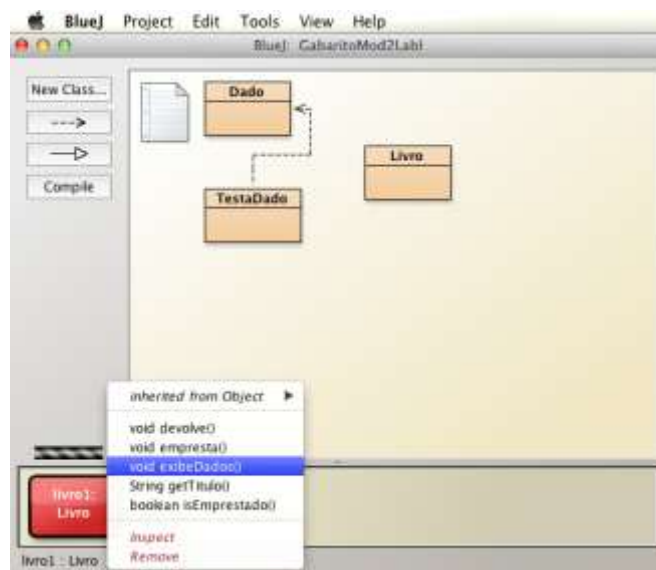 BlueJ Project Edit Tools View Help
BlueJ: GabaritoMod2Lab1
New Class...
Compile
Dado
Livro
TestaDado
inherited from Object
void devolve()
void empresta()
void exibeDados()
String getTitulo()
boolean isEmprestado()
Inspect
Remove
livro1:
Livro
livro1 : Livro